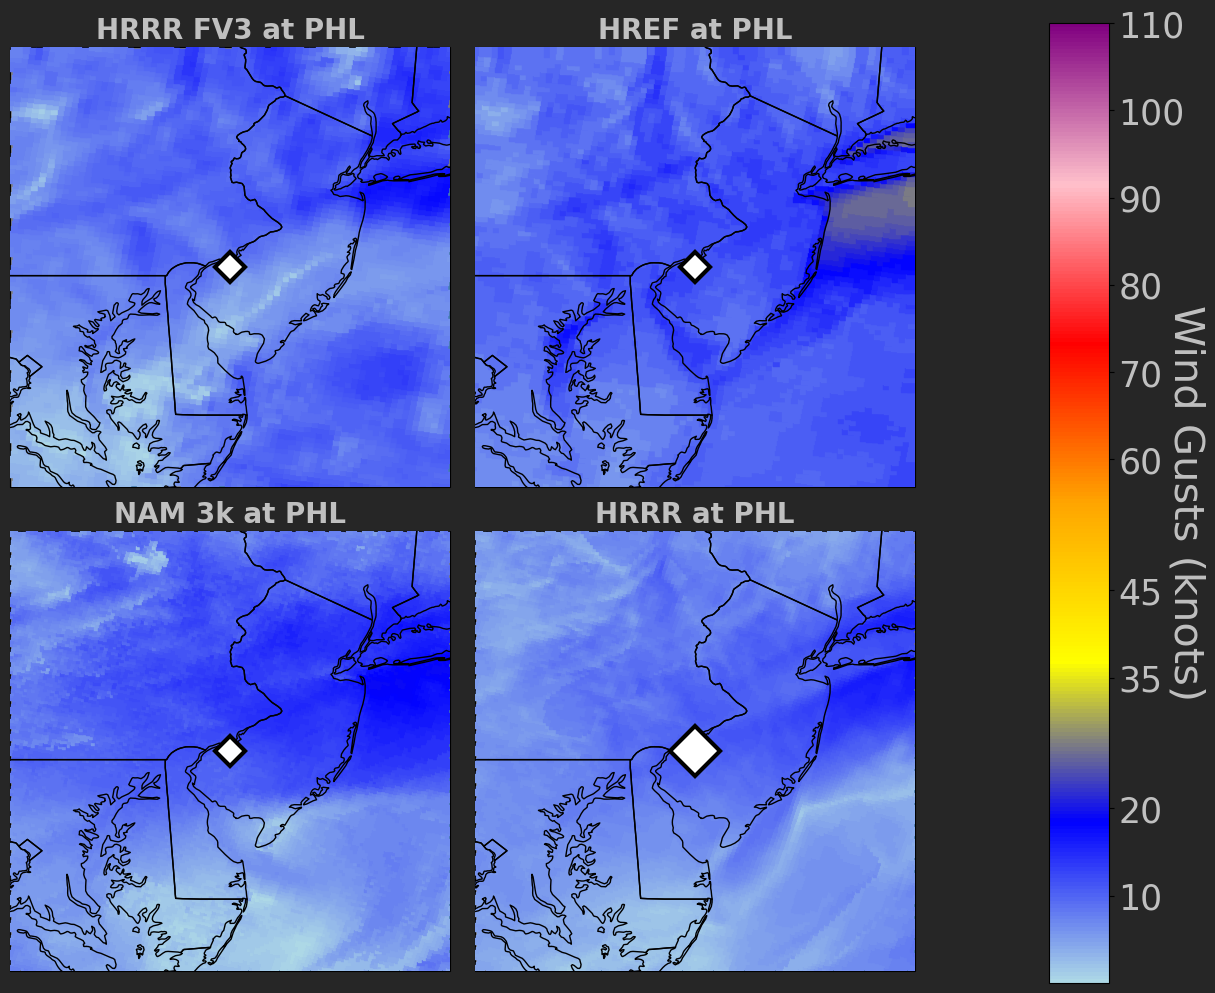 HRRR FV3 at PHL
HREF at PHL
NAM 3k at PHL
HRRR at PHL
110
100
90
80
70
60
45
35
20
10
Wind Gusts (knots)